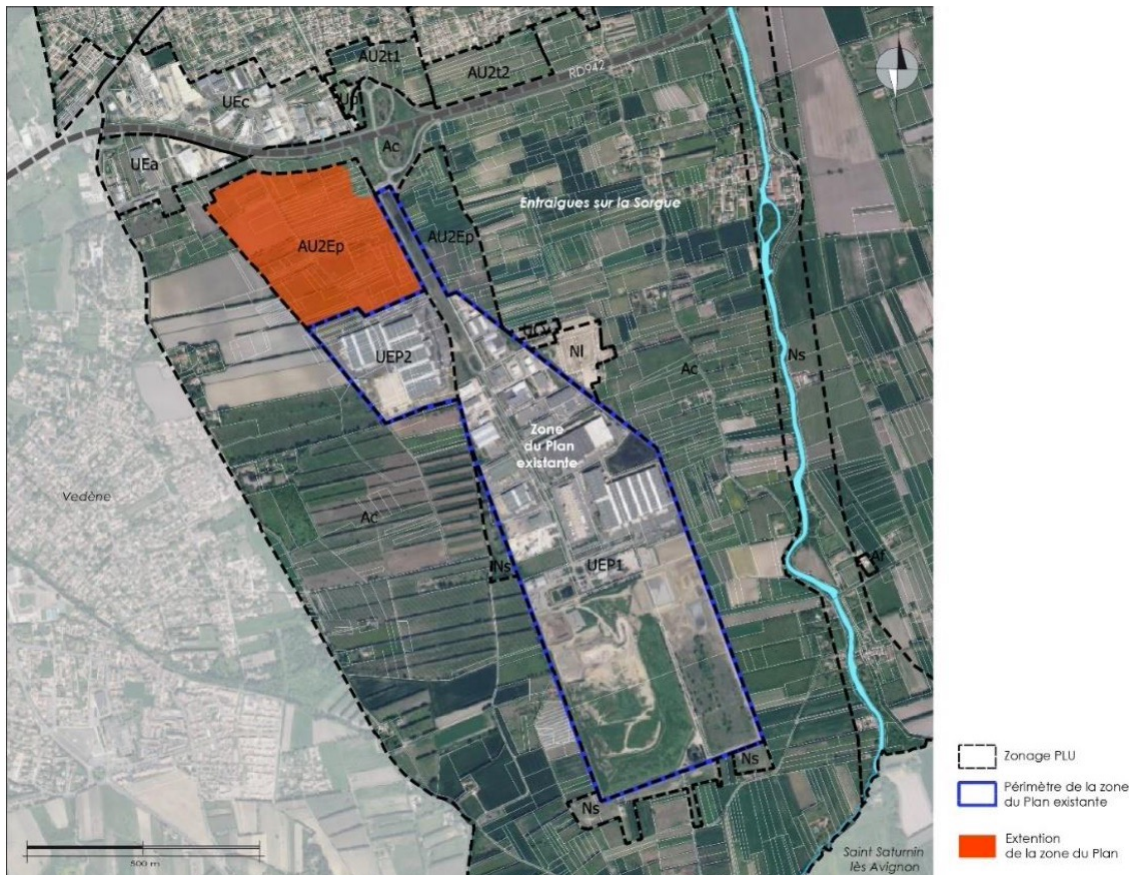 AU2t1
AU2t2
RD942
UEc
Ac
UEa
Entraigues sur la Sorgue
AU2Ep
AU2Ep
UEP2
Nl
Ac
Ns
Zone
du Plan
existante
Vedène
Ac
Ns
UEP1
Af
Ns
Ns
500 m
Saint Saturnin
lès Avignon
Zonage PLU
Périmètre de la zone
du Plan existante
Extention
de la zone du Plan